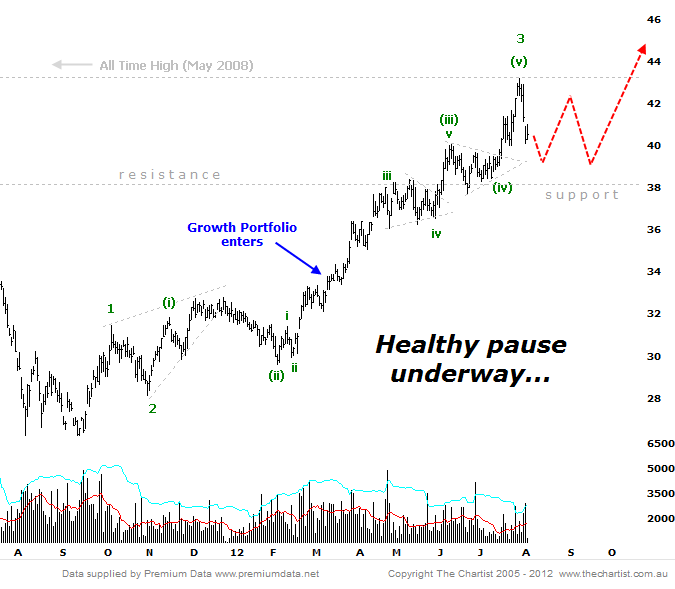 46
3
(v)
44
All Time High (May 2008)
42
(iii)
v
40
resistance
iii
(iv)
38
support
iv
36
Growth Portfolio
enters
34
1
(i)
i
32
Healthy pause
underway...
30
(ii)
ii
2
28
6500
5000
3500
2000
A S O N D 12 F M A M J J A S O
Data supplied by Premium Data www.premiumdata.net
Copyright The Chartist 2005 - 2012 www.thechartist.com.au